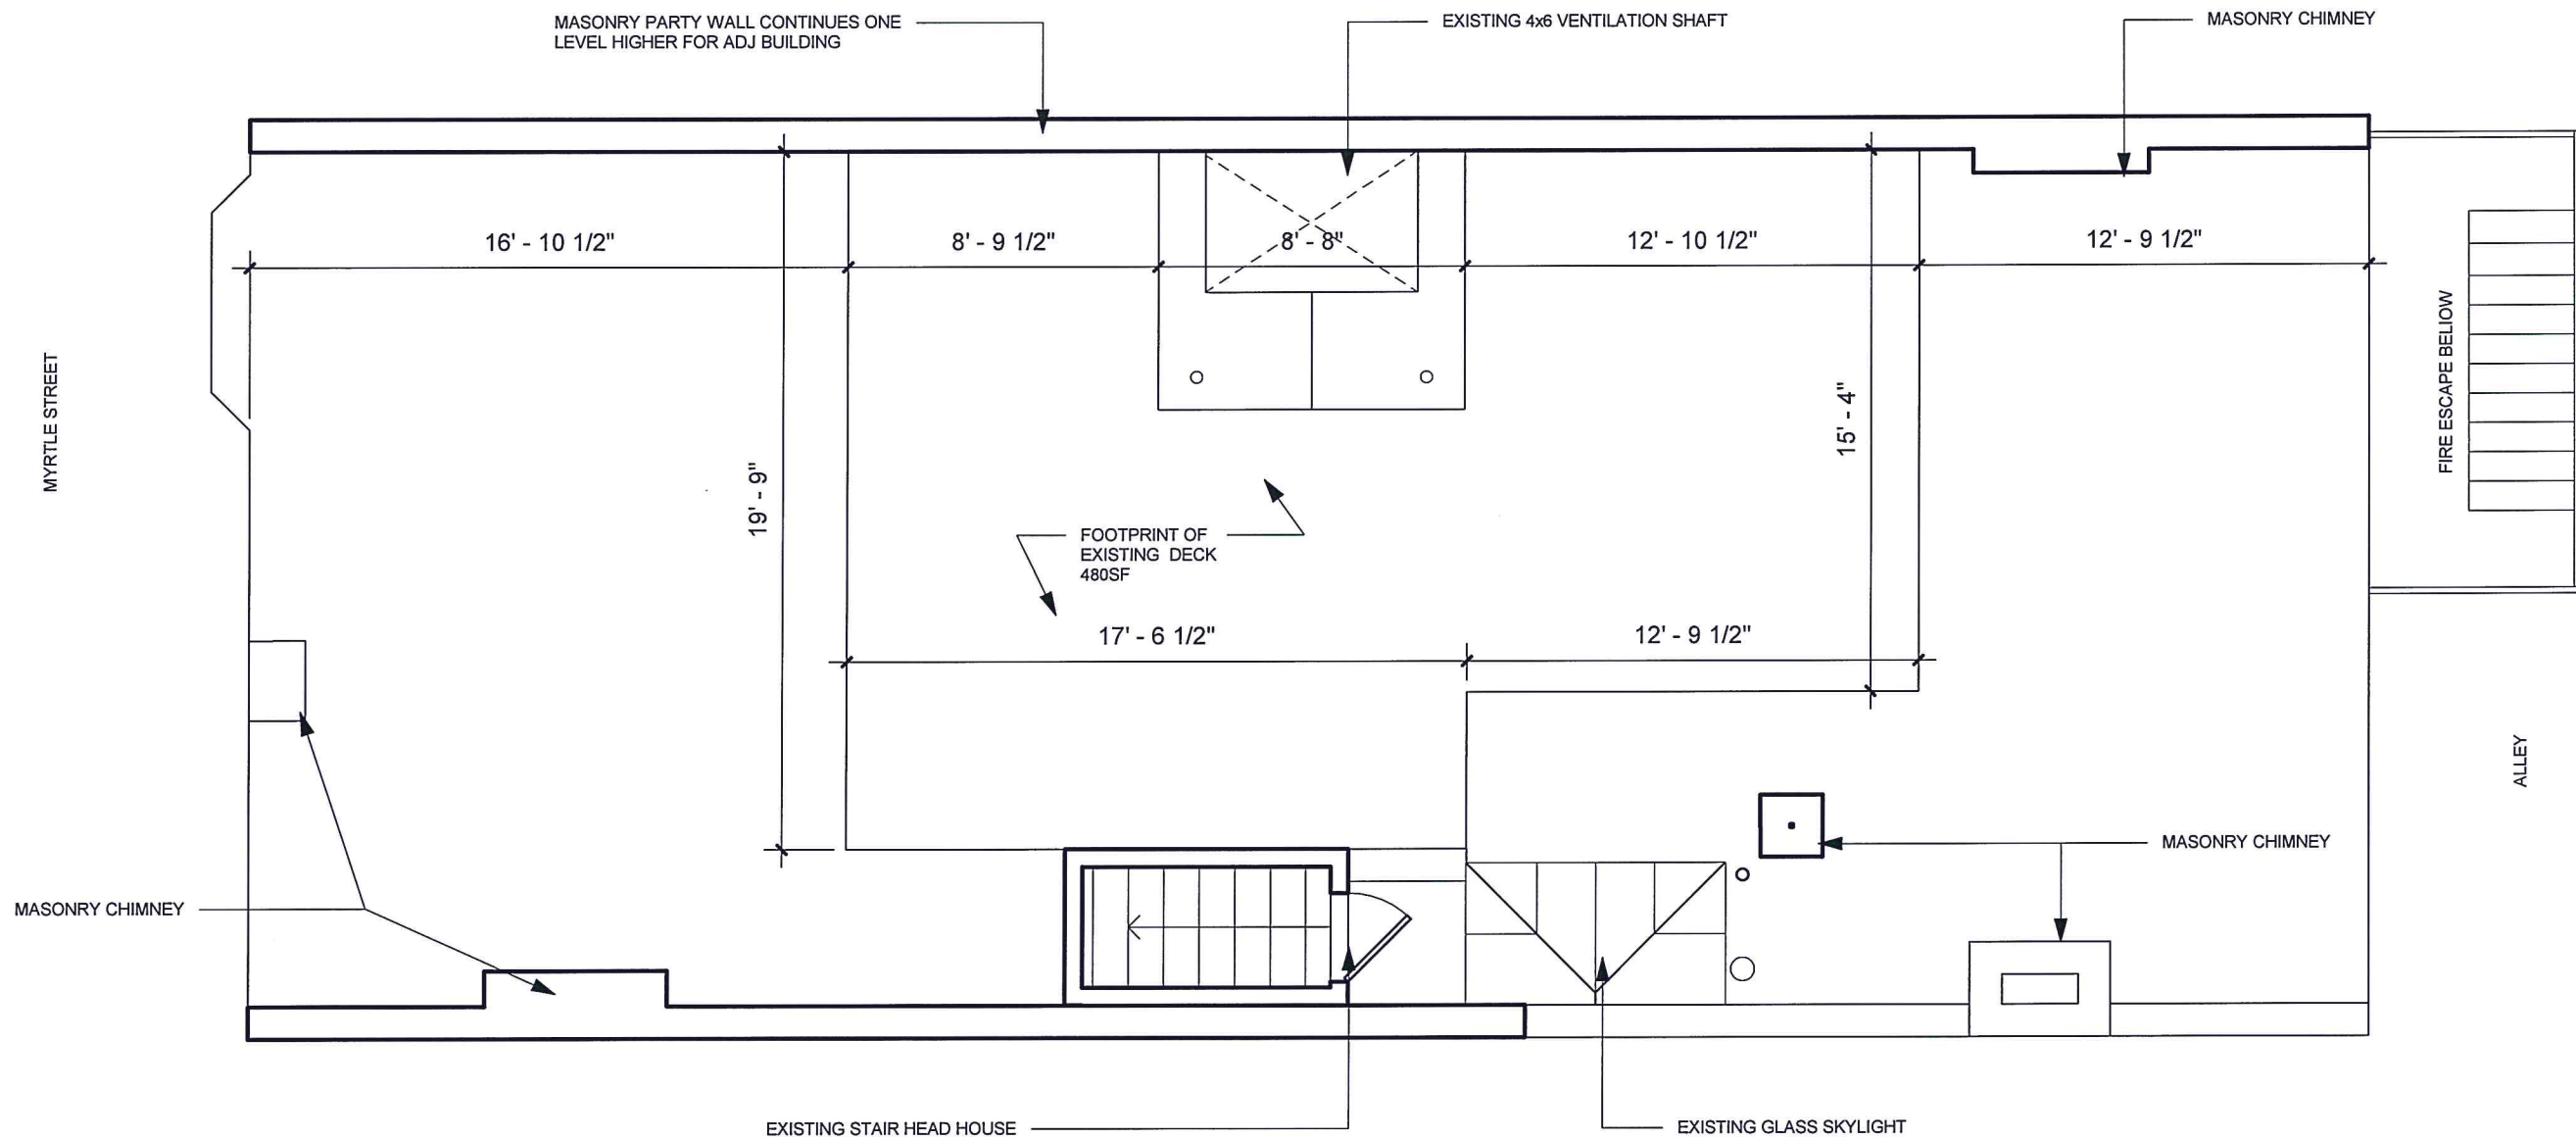 MASONRY PARTY WALL CONTINUES ONE
LEVEL HIGHER FOR ADJ BUILDING
EXISTING 4x6 VENTILATION SHAFT
MASONRY CHIMNEY
16' - 10 1/2"
8' - 9 1/2"
8' - 8"
12' - 10 1/2"
12' - 9 1/2"
MYRTLE STREET
19' - 9"
15' - 4"
FIRE ESCAPE BELIOW
FOOTPRINT OF
EXISTING DECK
480SF
17' - 6 1/2"
12' - 9 1/2"
ALLEY
MASONRY CHIMNEY
MASONRY CHIMNEY
EXISTING STAIR HEAD HOUSE
EXISTING GLASS SKYLIGHT